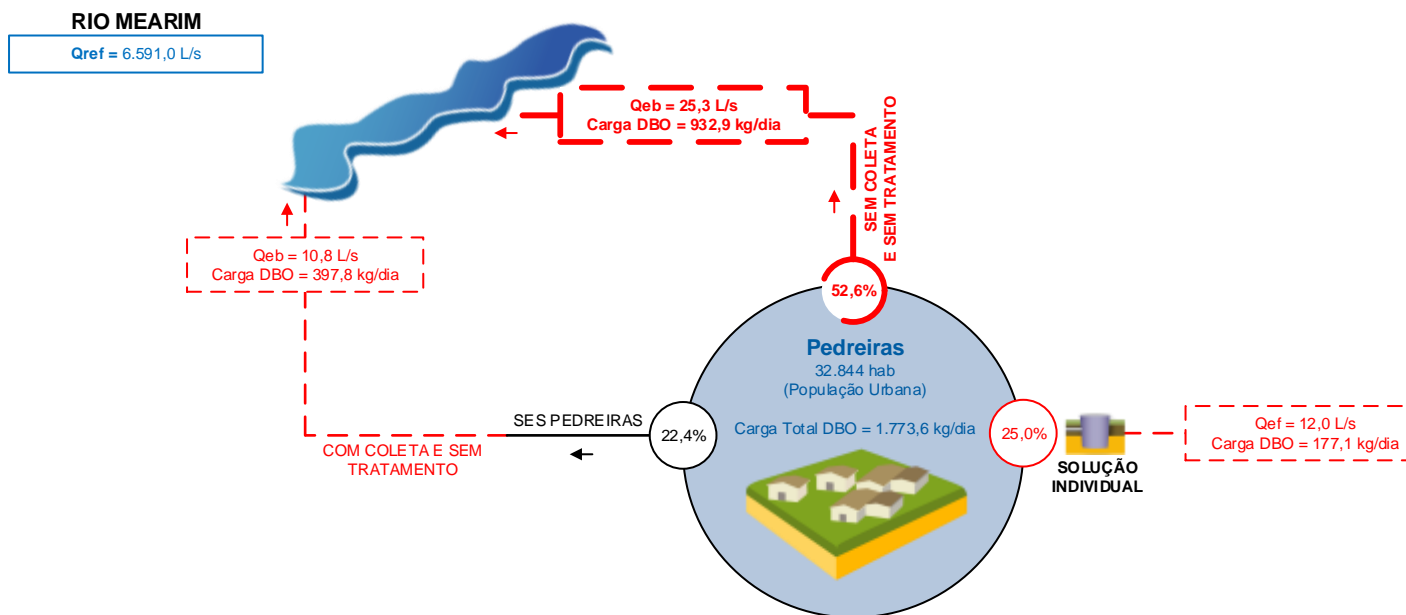 RIO MEARIM
Qref = 6.591,0 L/s
Qeb = 25,3 L/s
Carga DBO = 932,9 kg/dia
SEM COLETA
E SEM TRATAMENTO
Qeb = 10,8 L/s
Carga DBO = 397,8 kg/dia
52,6%
Pedreiras
32.844 hab
(População Urbana)
Carga Total DBO = 1.773,6 kg/dia
SES PEDREIRAS
22,4%
COM COLETA E SEM
TRATAMENTO
25,0%
SOLUÇÃO
INDIVIDUAL
Qef = 12,0 L/s
Carga DBO = 177,1 kg/dia